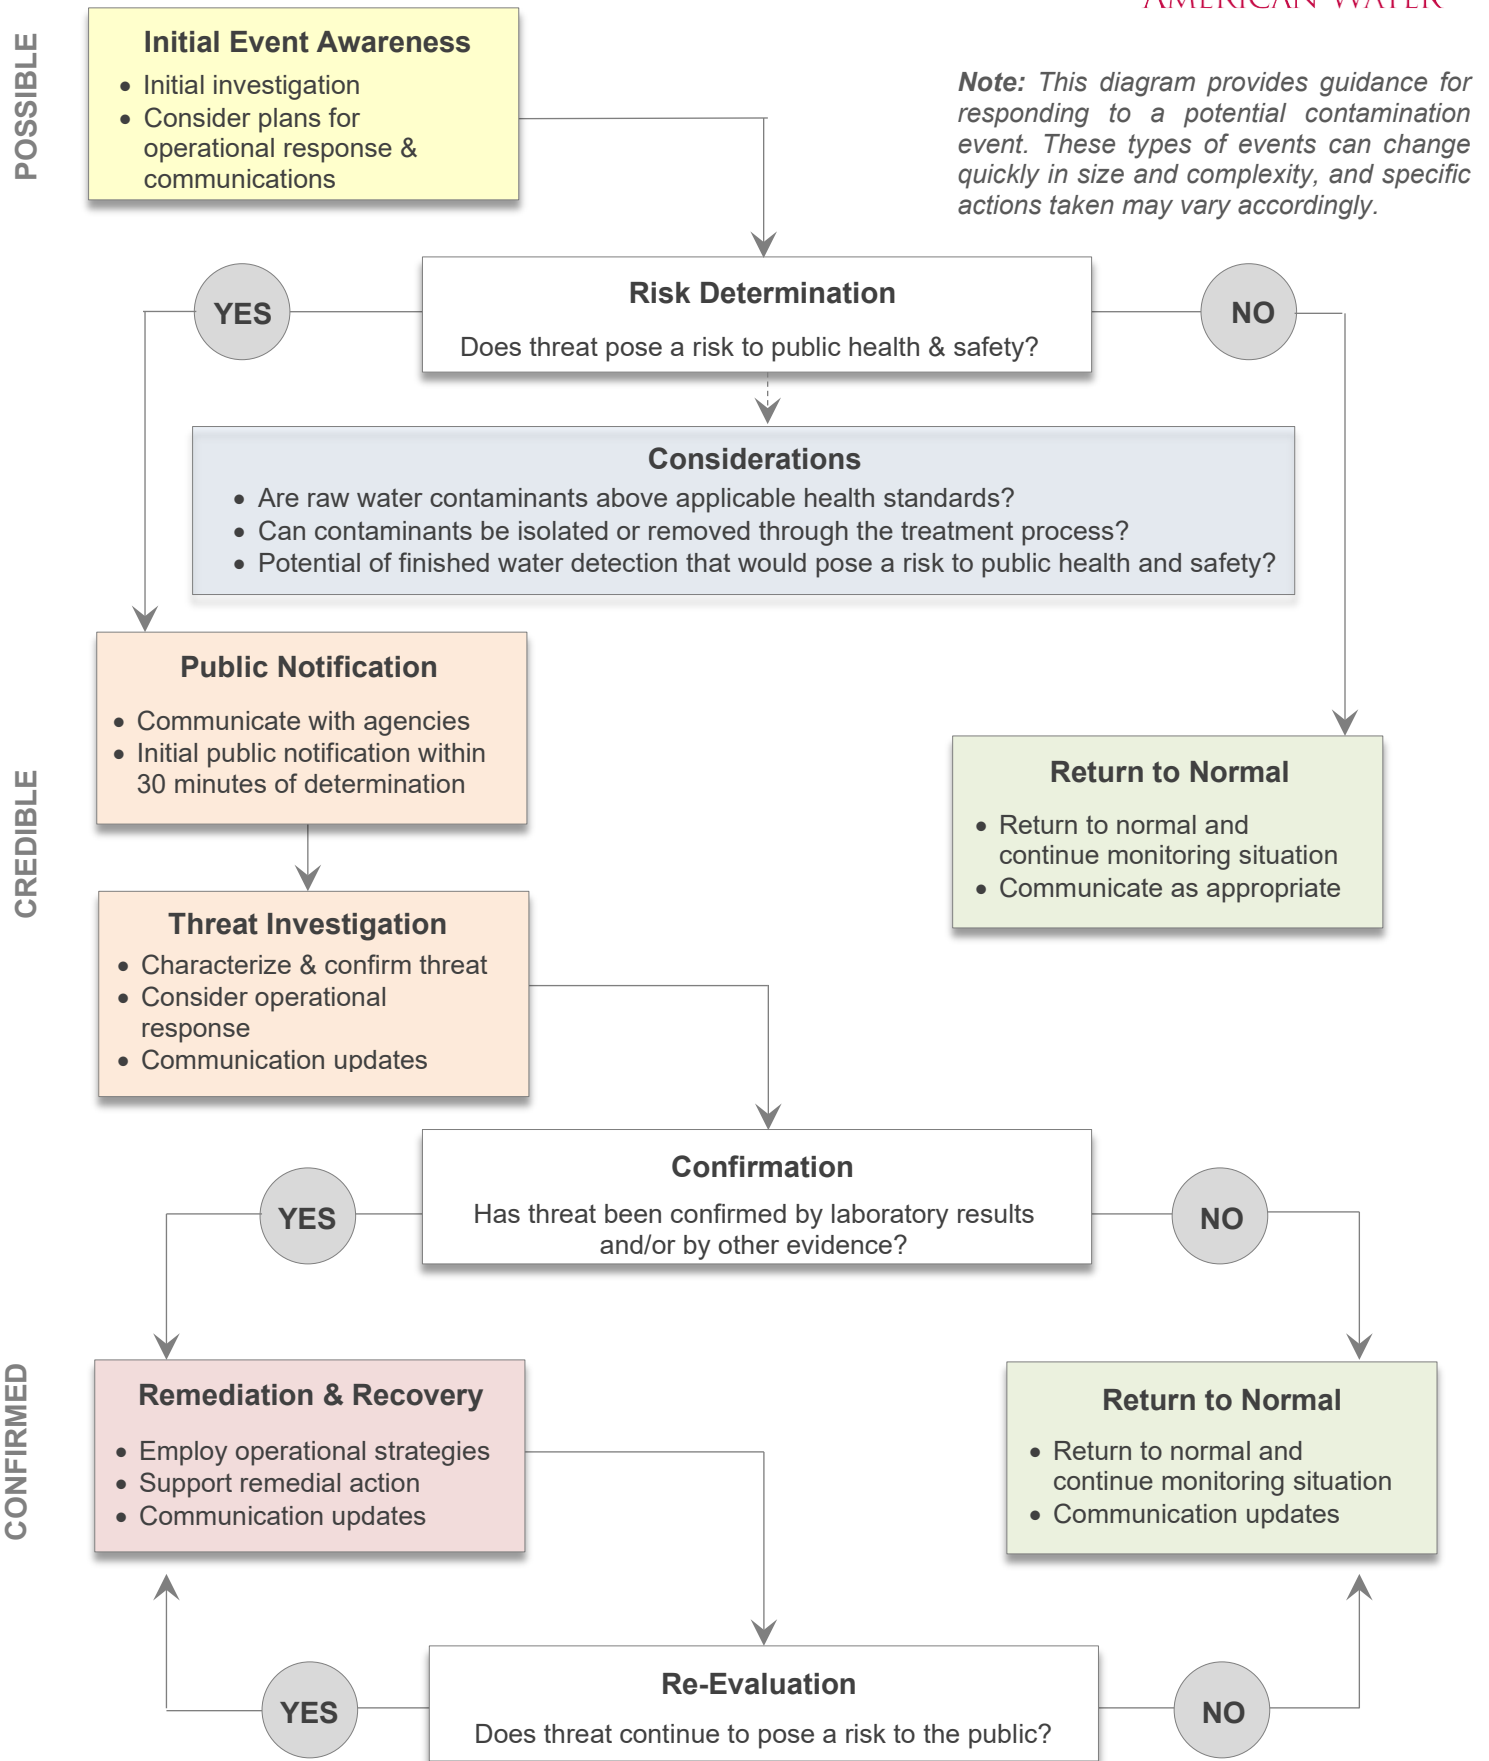 AMERICAN WATER
POSSIBLE
Initial Event Awareness
• Initial investigation
• Consider plans for
operational response &
communications
Note: This diagram provides guidance for
responding to a potential contamination
event. These types of events can change
quickly in size and complexity, and specific
actions taken may vary accordingly.
YES
Risk Determination
Does threat pose a risk to public health & safety?
NO
Considerations
• Are raw water contaminants above applicable health standards?
• Can contaminants be isolated or removed through the treatment process?
• Potential of finished water detection that would pose a risk to public health and safety?
CREDIBLE
Public Notification
• Communicate with agencies
• Initial public notification within
30 minutes of determination
Return to Normal
• Return to normal and
continue monitoring situation
• Communicate as appropriate
Threat Investigation
• Characterize & confirm threat
• Consider operational
response
• Communication updates
YES
Confirmation
Has threat been confirmed by laboratory results
and/or by other evidence?
NO
CONFIRMED
Remediation & Recovery
• Employ operational strategies
• Support remedial action
• Communication updates
Return to Normal
• Return to normal and
continue monitoring situation
• Communication updates
YES
Re-Evaluation
Does threat continue to pose a risk to the public?
NO